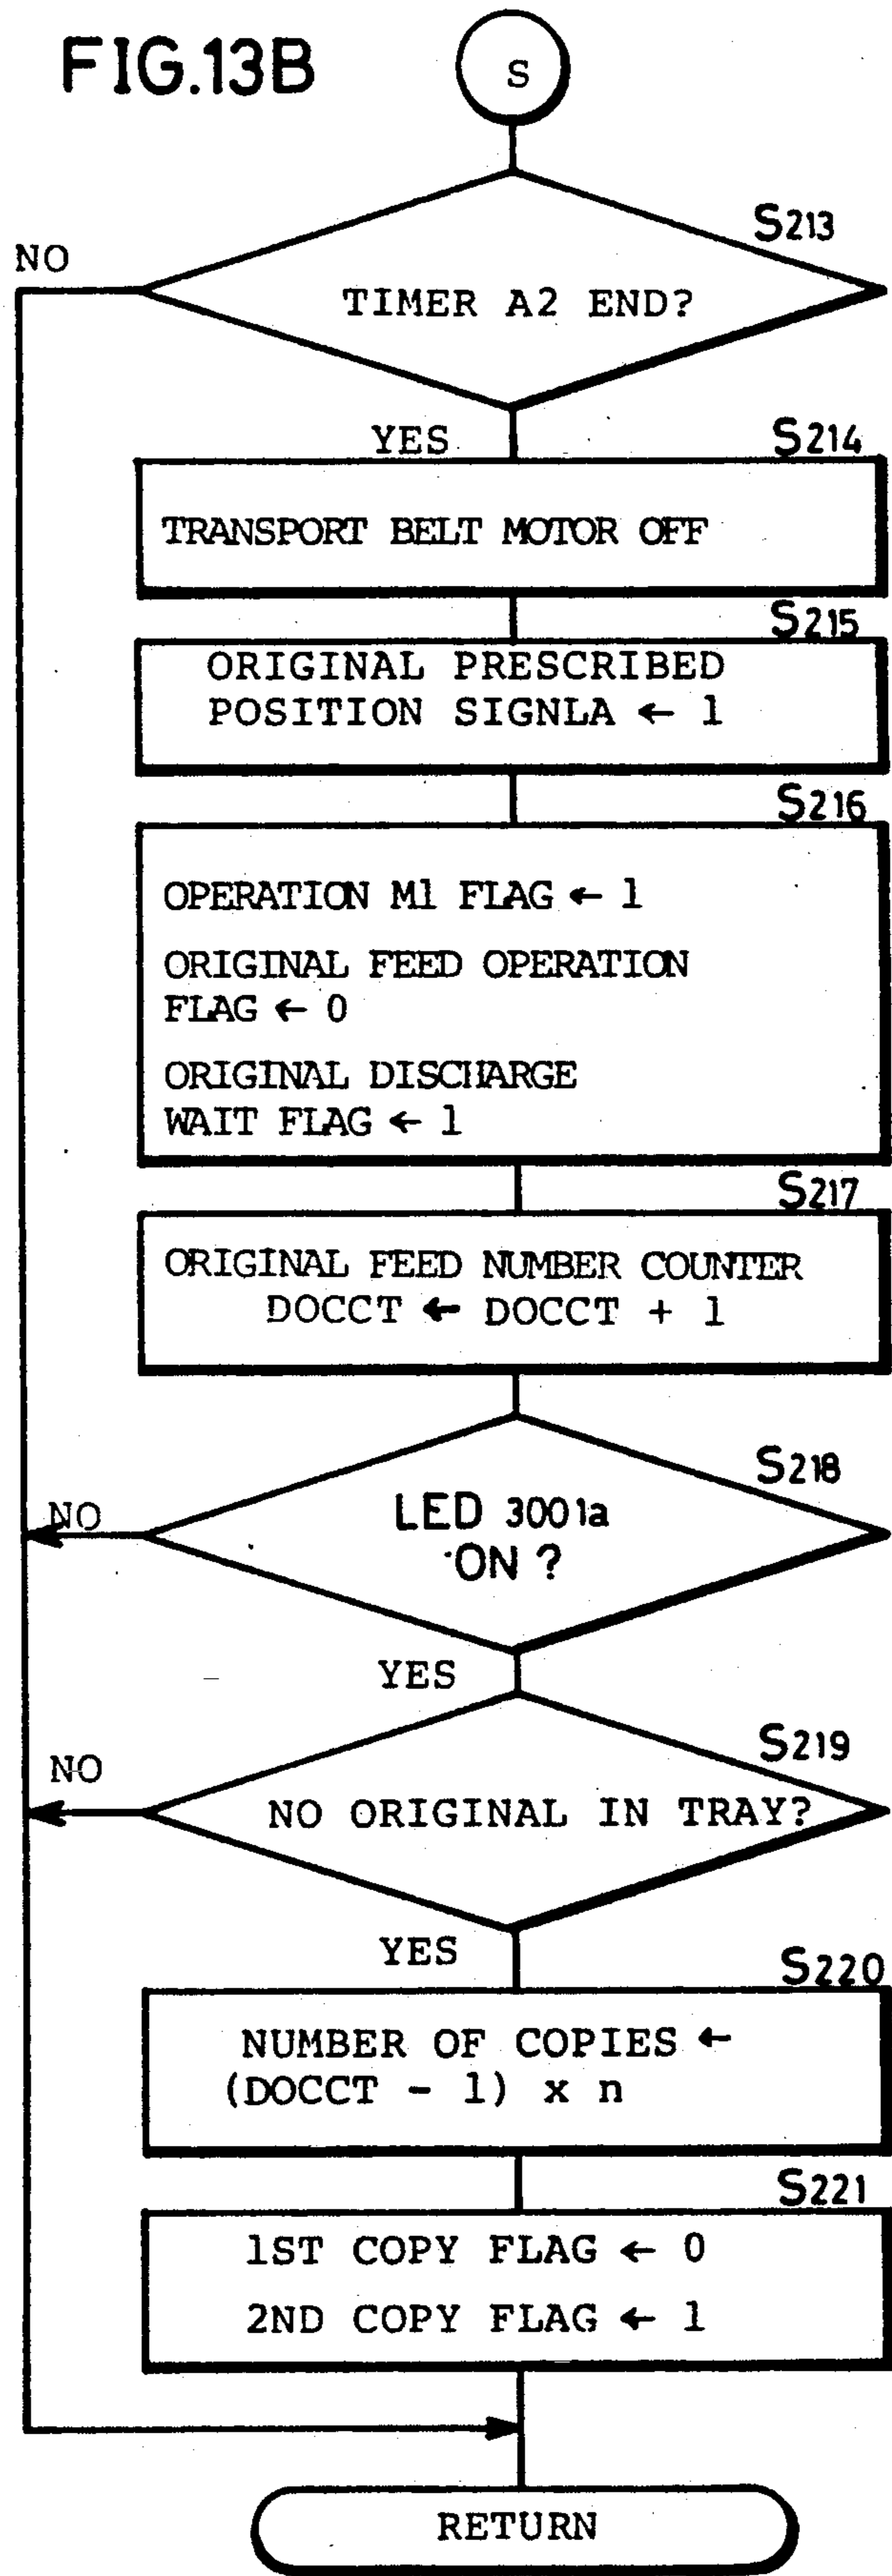 FIG.13B
S
S213
NO
TIMER A2 END?
YES
S214
TRANSPORT BELT MOTOR OFF
S215
ORIGINAL PRESCRIBED
POSITION SIGNLA ← 1
S216
OPERATION M1 FLAG ← 1
ORIGINAL FEED OPERATION
FLAG ← 0
ORIGINAL DISCHARGE
WAIT FLAG ← 1
S217
ORIGINAL FEED NUMBER COUNTER
DOCCT ← DOCCT + 1
S218
NO
LED 3001a
ON ?
YES
S219
NO
NO ORIGINAL IN TRAY?
YES
S220
NUMBER OF COPIES ←
(DOCCT - 1) x n
S221
1ST COPY FLAG ← 0
2ND COPY FLAG ← 1
RETURN